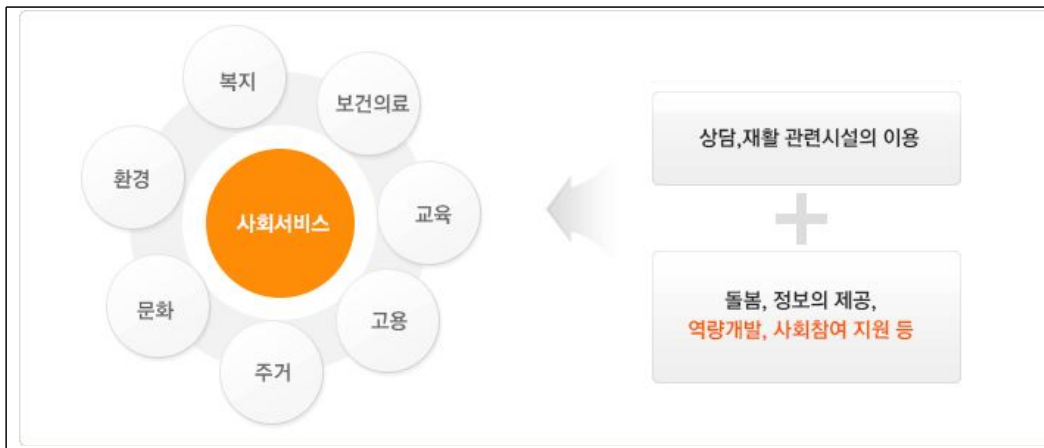 복지
보건의료
환경
사회서비스
교육
문화
고용
주거
상담,재활 관련시설의 이용
돌봄, 정보의 제공,
역량개발, 사회참여 지원 등